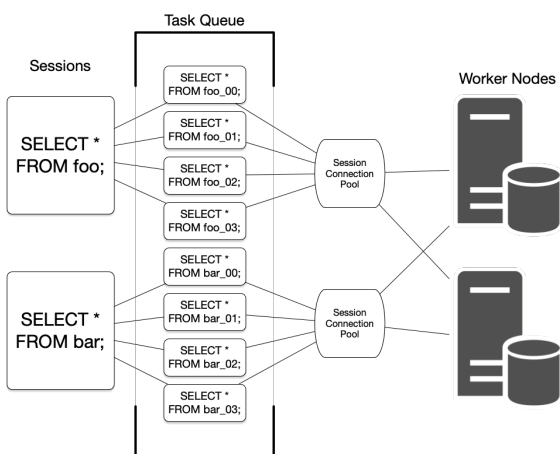 Task Queue
Sessions
Worker Nodes
SELECT *
FROM foo;
SELECT *
FROM foo_00;
SELECT *
FROM foo_01;
SELECT *
FROM foo_02;
SELECT *
FROM foo_03;
Session
Connection
Pool
SELECT *
FROM bar;
SELECT *
FROM bar_00;
SELECT *
FROM bar_01;
SELECT *
FROM bar_02;
SELECT *
FROM bar_03;
Session
Connection
Pool